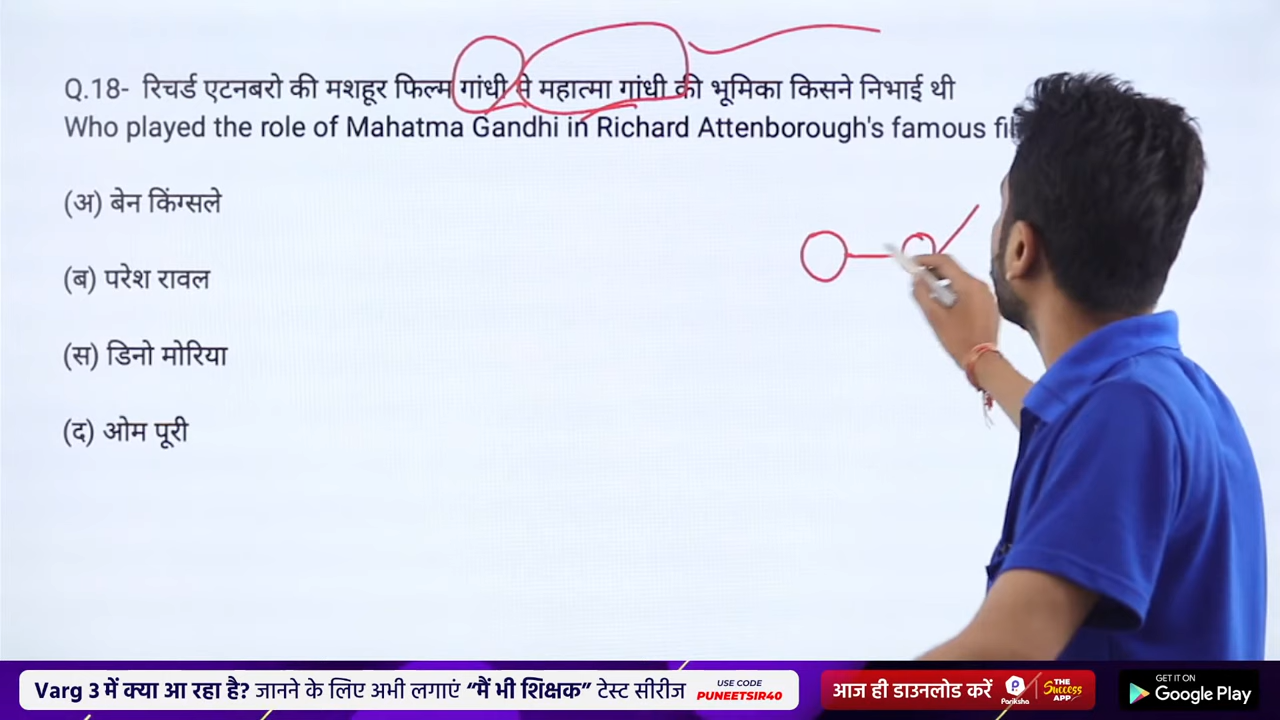 Q.18- रिचर्ड एटनबरो की मशहूर फिल्म गांधी मे महात्मा गांधी की भूमिका किसने निभाई थी
Who played the role of Mahatma Gandhi in Richard Attenborough's famous
(अ) बेन किंग्सले
(ब) परेश रावल
(स) डिनो मोरिया
(द) ओम पूरी
Varg 3 में क्या आ रहा है? जानने के लिए अभी लगाएं “मैं भी शिक्षक” टेस्ट सीरीज
USE CODE
PUNEETSIR40
आज ही डाउनलोड करें
Pariksha
THE Success APP
GET IT ON
Google Play